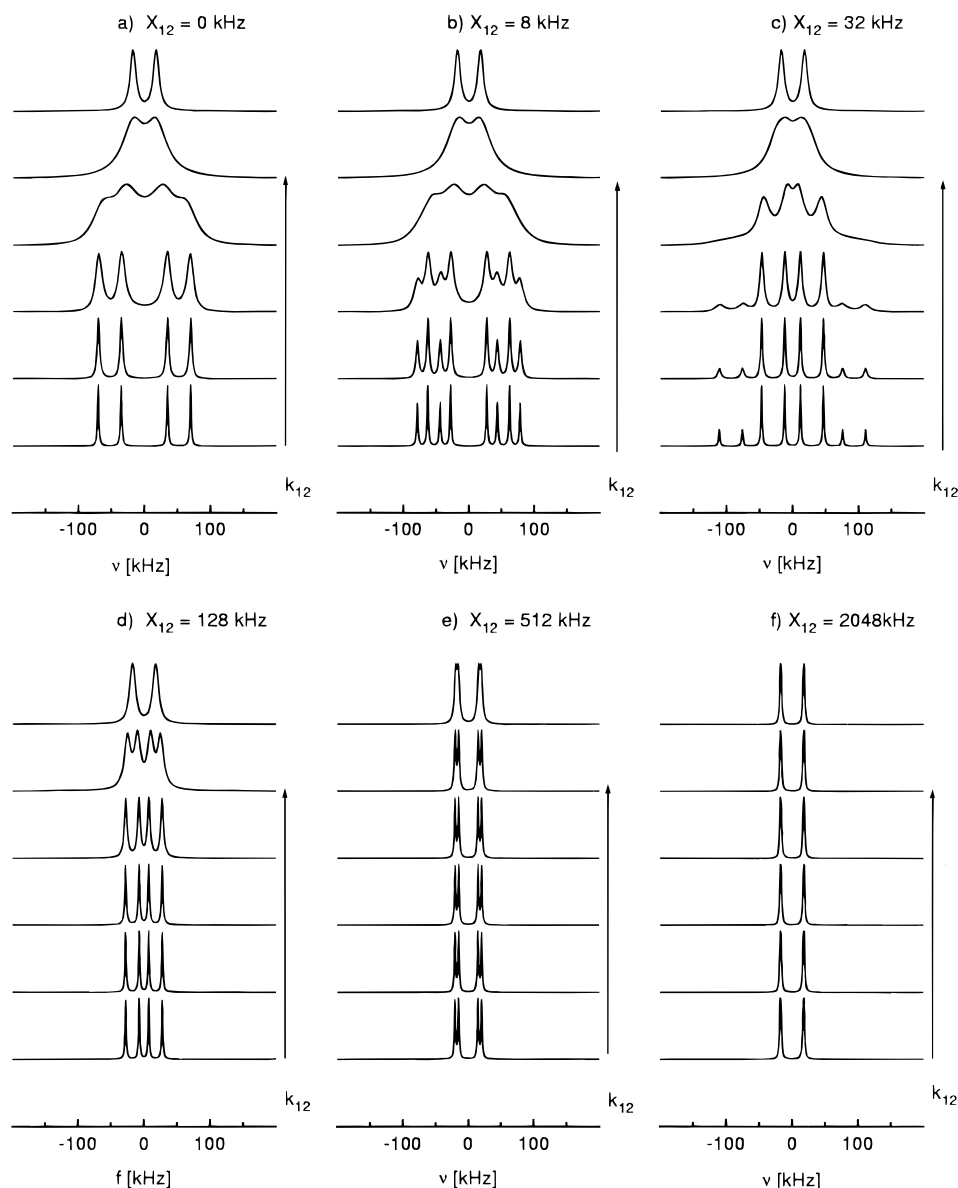 a) X12 = 0 kHz
b) X12 = 8 kHz
c) X12 = 32 kHz
k12
k12
k12
-100 0 100
-100 0 100
-100 0 100
ν [kHz]
ν [kHz]
ν [kHz]
d) X12 = 128 kHz
e) X12 = 512 kHz
f) X12 = 2048kHz
k12
k12
k12
-100 0 100
-100 0 100
-100 0 100
f [kHz]
ν [kHz]
ν [kHz]